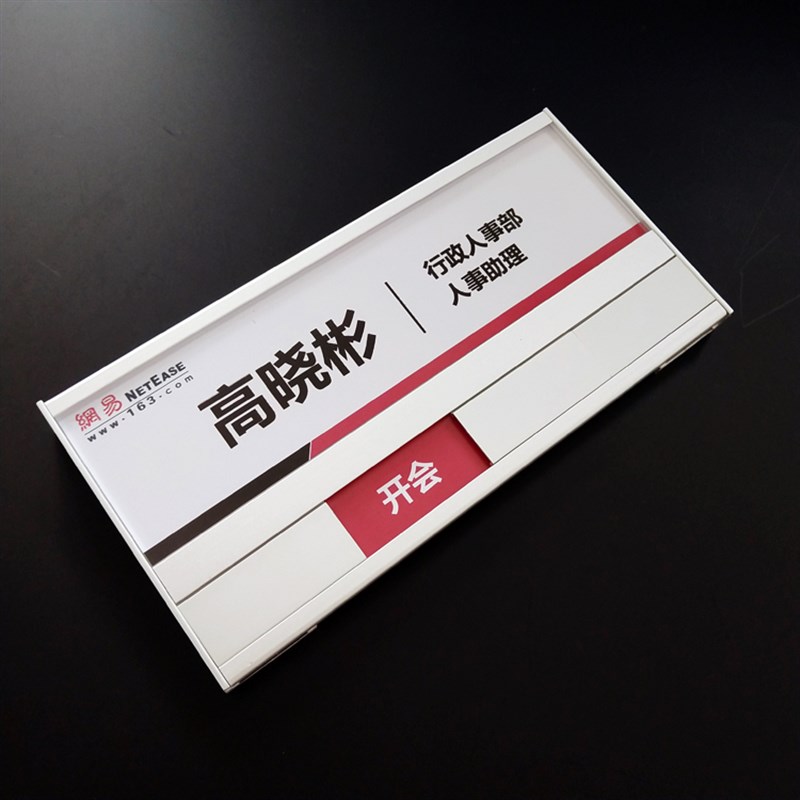 網易 NETEASE
www.163.com
高晓彬
行政人事部
人事助理
开会